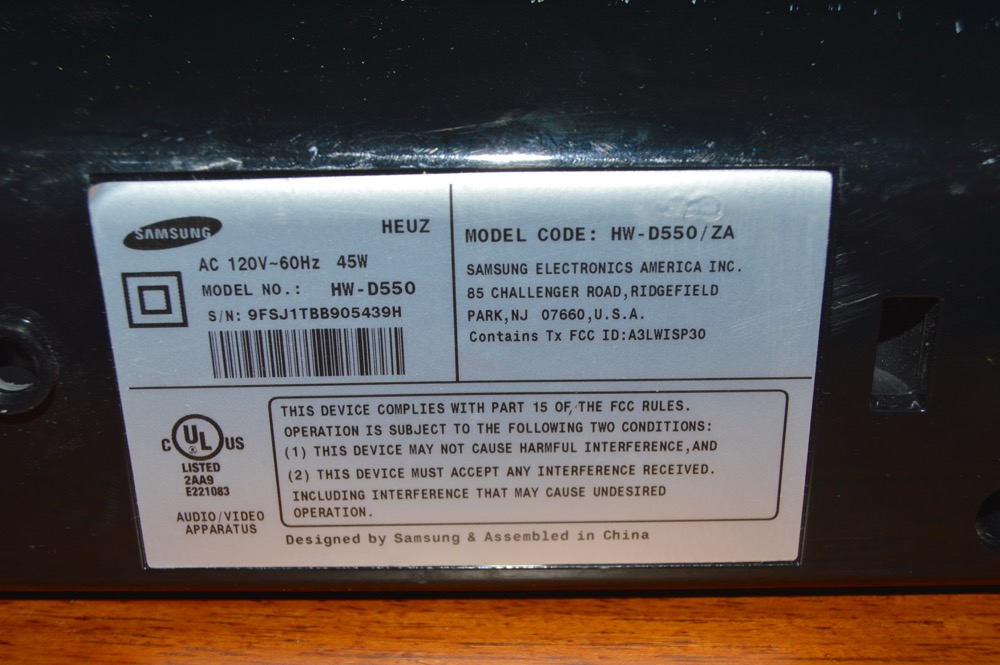 SAMSUNG
HEUZ
AC 120V~60Hz 45W
MODEL NO.: HW-D550
S/N: 9FSJ1TBB905439H
MODEL CODE: HW-D550/ZA
SAMSUNG ELECTRONICS AMERICA INC.
85 CHALLENGER ROAD,RIDGEFIELD
PARK,NJ 07660,U.S.A.
Contains Tx FCC ID:A3LWISP30
C UL US
LISTED
2AA9
E221083
AUDIO/VIDEO
APPARATUS
THIS DEVICE COMPLIES WITH PART 15 OF THE FCC RULES.
OPERATION IS SUBJECT TO THE FOLLOWING TWO CONDITIONS:
(1) THIS DEVICE MAY NOT CAUSE HARMFUL INTERFERENCE,AND
(2) THIS DEVICE MUST ACCEPT ANY INTERFERENCE RECEIVED.
INCLUDING INTERFERENCE THAT MAY CAUSE UNDESIRED
OPERATION.
Designed by Samsung & Assembled in China